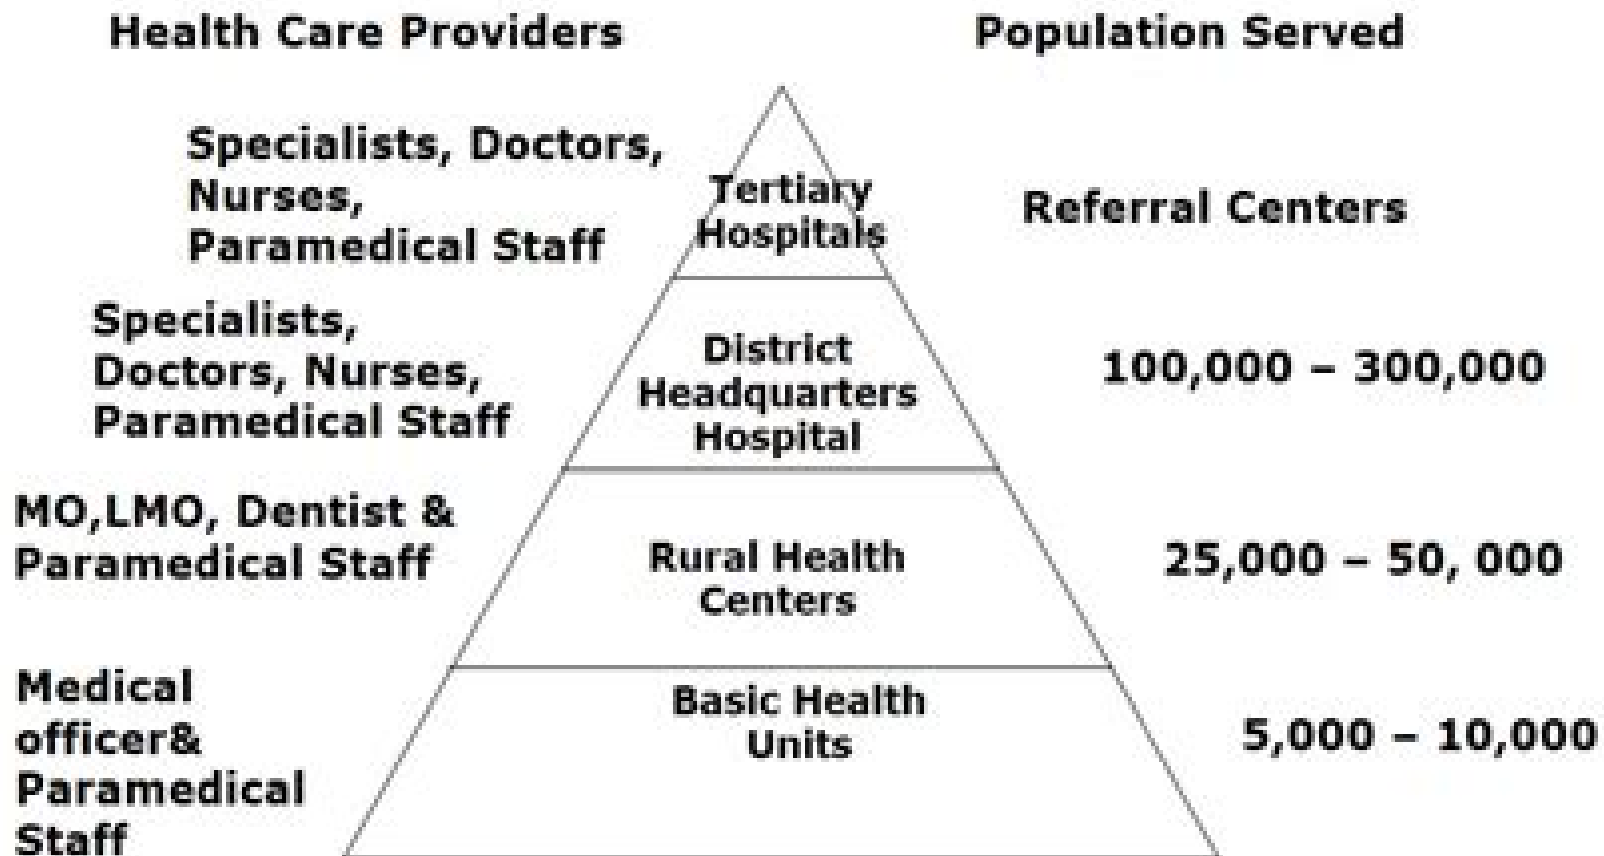 Health Care Providers
Population Served
Specialists, Doctors,
Nurses,
Paramedical Staff
Tertiary
Hospitals
Referral Centers
Specialists,
Doctors, Nurses,
Paramedical Staff
District
Headquarters
Hospital
100,000 – 300,000
MO,LMO, Dentist &
Paramedical Staff
Rural Health
Centers
25,000 – 50, 000
Medical
officer&
Paramedical
Staff
Basic Health
Units
5,000 – 10,000